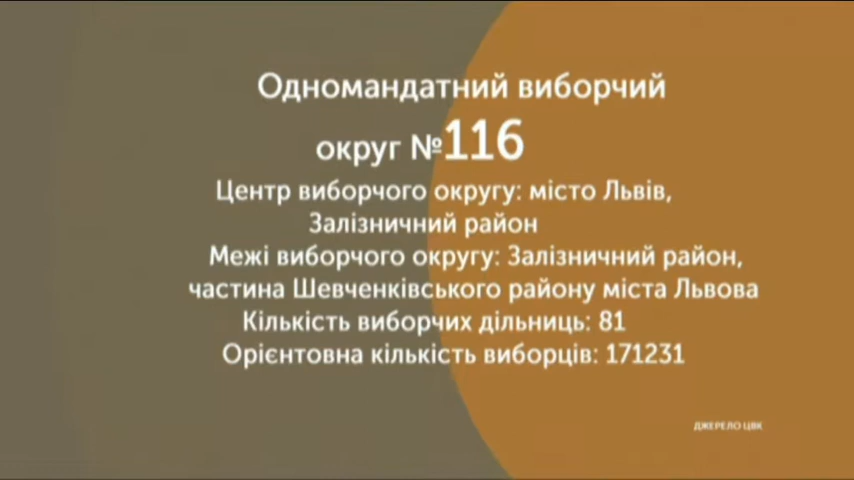 Одномандатний виборчий
округ №116
Центр виборчого округу: місто Львів,
Залізничний район
Межі виборчого округу: Залізничний район,
частина Шевченківського району міста Львова
Кількість виборчих дільниць: 81
Орієнтовна кількість виборців: 171231
ДЖЕРЕЛО ЦВК